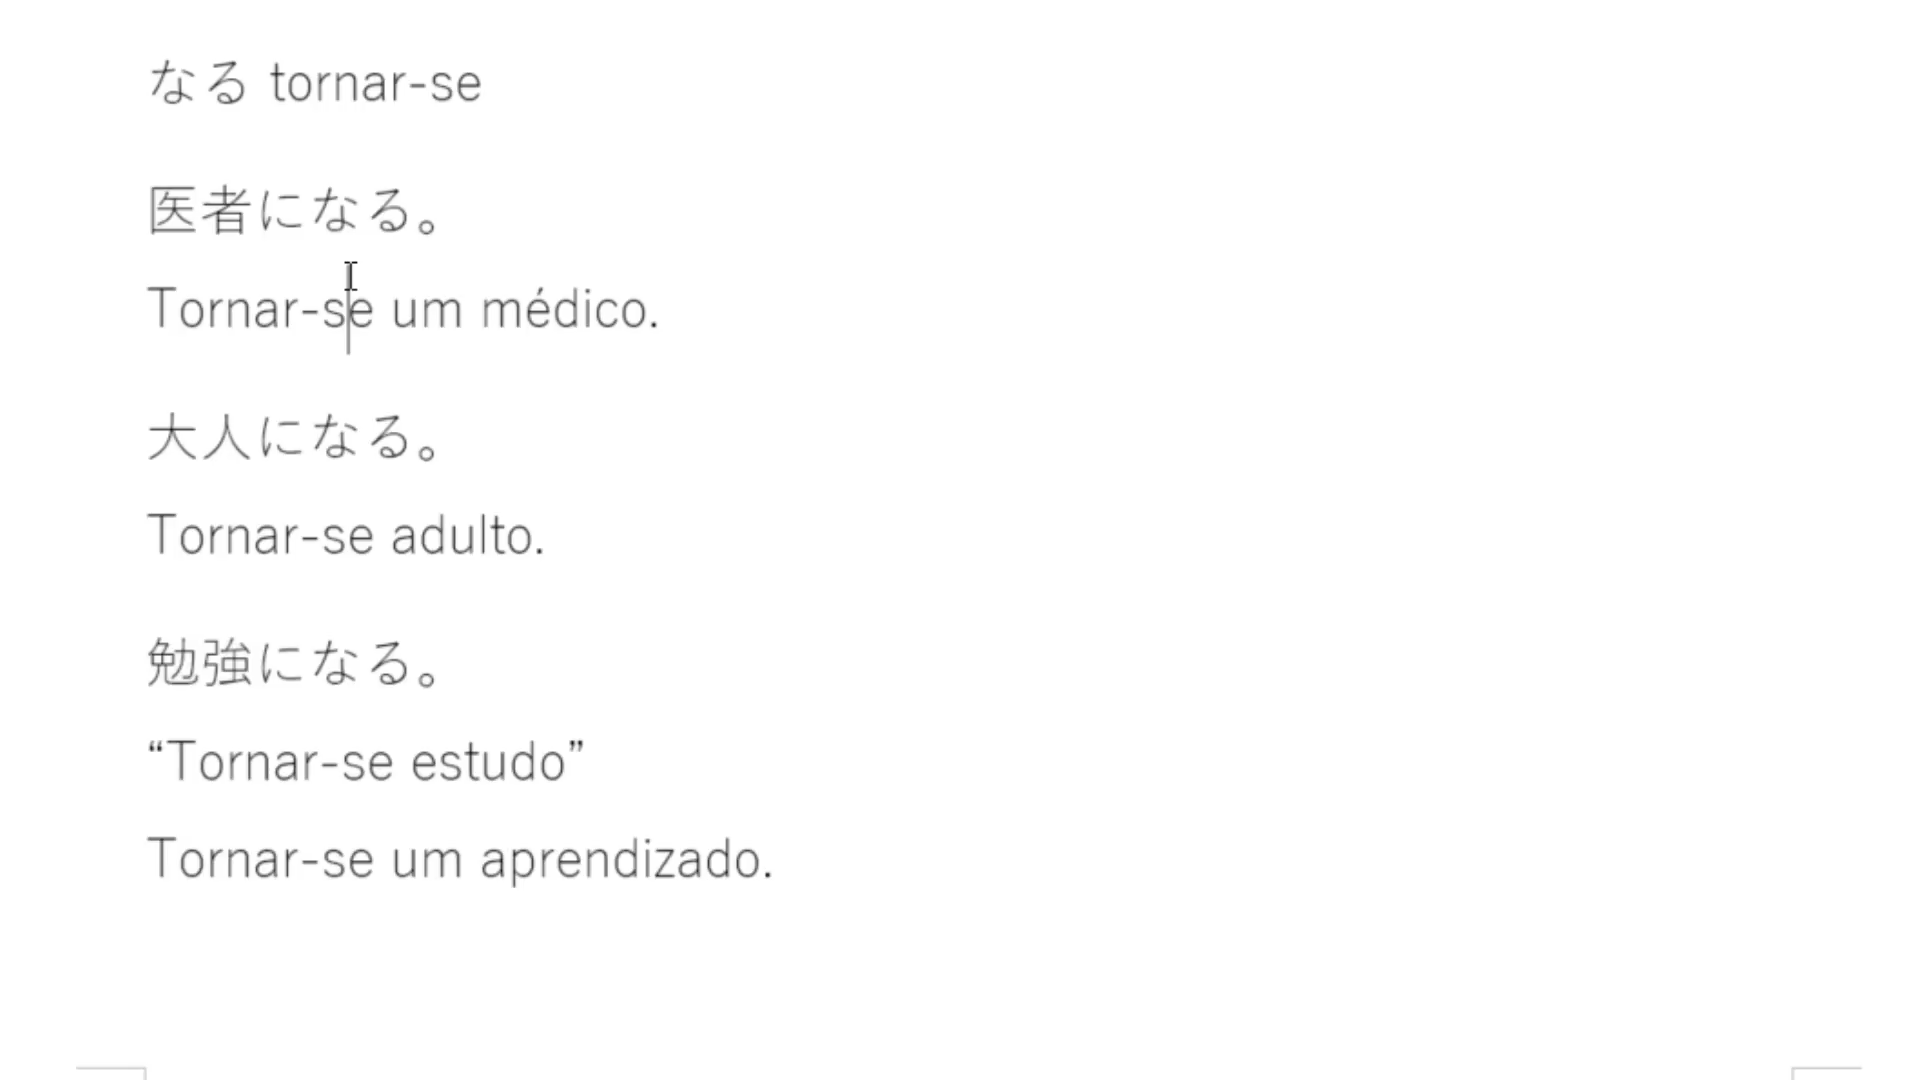 なる tornar-se
医者になる。
Tornar-se um médico.
大人になる。
Tornar-se adulto.
勉強になる。
“Tornar-se estudo”
Tornar-se um aprendizado.